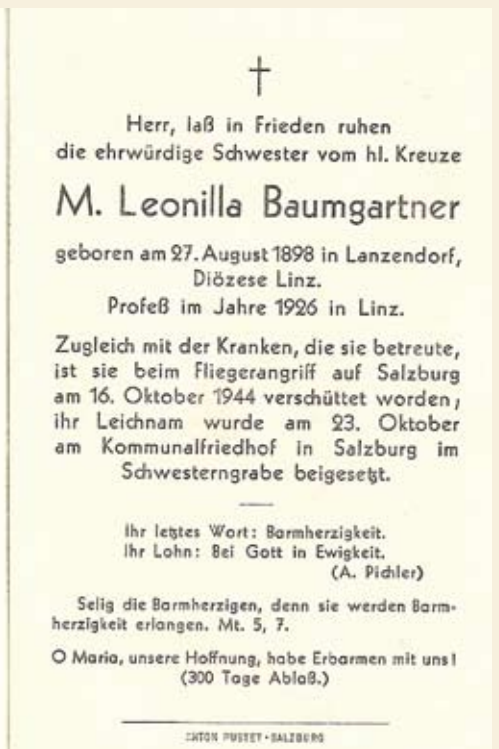 Herr, laß in Frieden ruhen
die ehrwürdige Schwester vom hl. Kreuze
M. Leonilla Baumgartner
geboren am 27. August 1898 in Lanzendorf,
Diözese Linz.
Profeß im Jahre 1926 in Linz.
Zugleich mit der Kranken, die sie betreute,
ist sie beim Fliegerangriff auf Salzburg
am 16. Oktober 1944 verschüttet worden;
ihr Leichnam wurde am 23. Oktober
am Kommunalfriedhof in Salzburg im
Schwesterngrabe beigesetzt.
Ihr letztes Wort: Barmherzigkeit.
Ihr Lohn: Bei Gott in Ewigkeit.
(A. Pichler)
Selig die Barmherzigen, denn sie werden Barm-
herzigkeit erlangen. Mt. 5, 7.
O Maria, unsere Hoffnung, habe Erbarmen mit uns!
(300 Tage Ablaß.)
ANTON PUSTET · SALZBURG